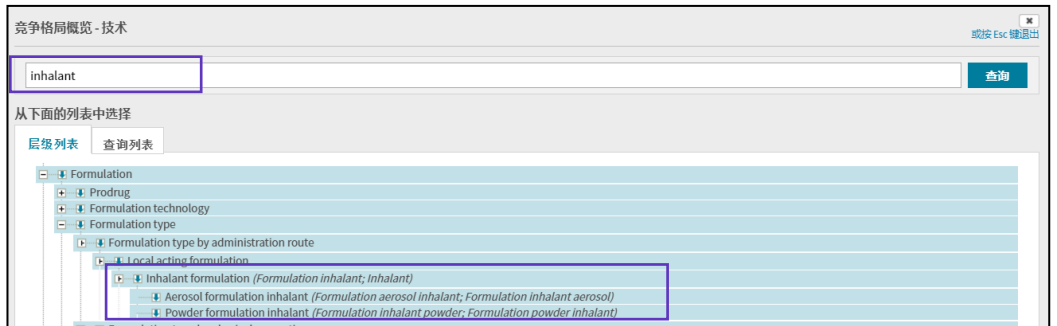 竞争格局概览 - 技术
或按 Esc 键退出
inhalant
查询
从下面的列表中选择
层级列表
查询列表
Formulation
Prodrug
Formulation technology
Formulation type
Formulation type by administration route
Local acting formulation
Inhalant formulation (Formulation inhalant; Inhalant)
Aerosol formulation inhalant (Formulation aerosol inhalant; Formulation inhalant aerosol)
Powder formulation inhalant (Formulation inhalant powder; Formulation powder inhalant)